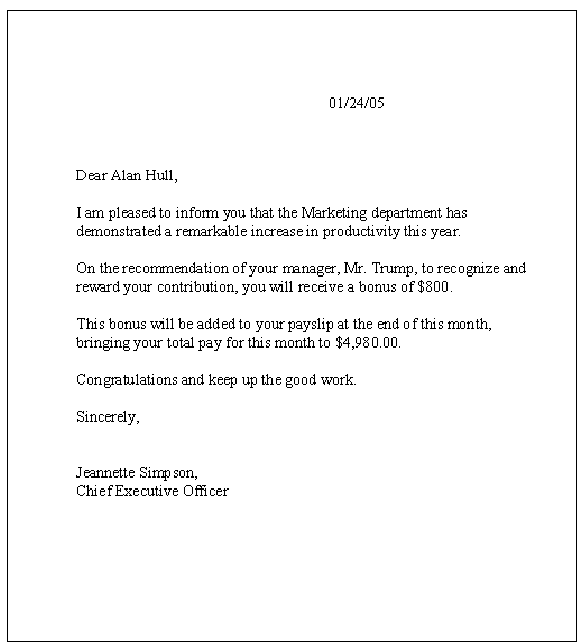 01/24/05
Dear Alan Hull,
I am pleased to inform you that the Marketing department has
demonstrated a remarkable increase in productivity this year.
On the recommendation of your manager, Mr. Trump, to recognize and
reward your contribution, you will receive a bonus of $800.
This bonus will be added to your payslip at the end of this month,
bringing your total pay for this month to $4,980.00.
Congratulations and keep up the good work.
Sincerely,
Jeannette Simpson,
Chief Executive Officer